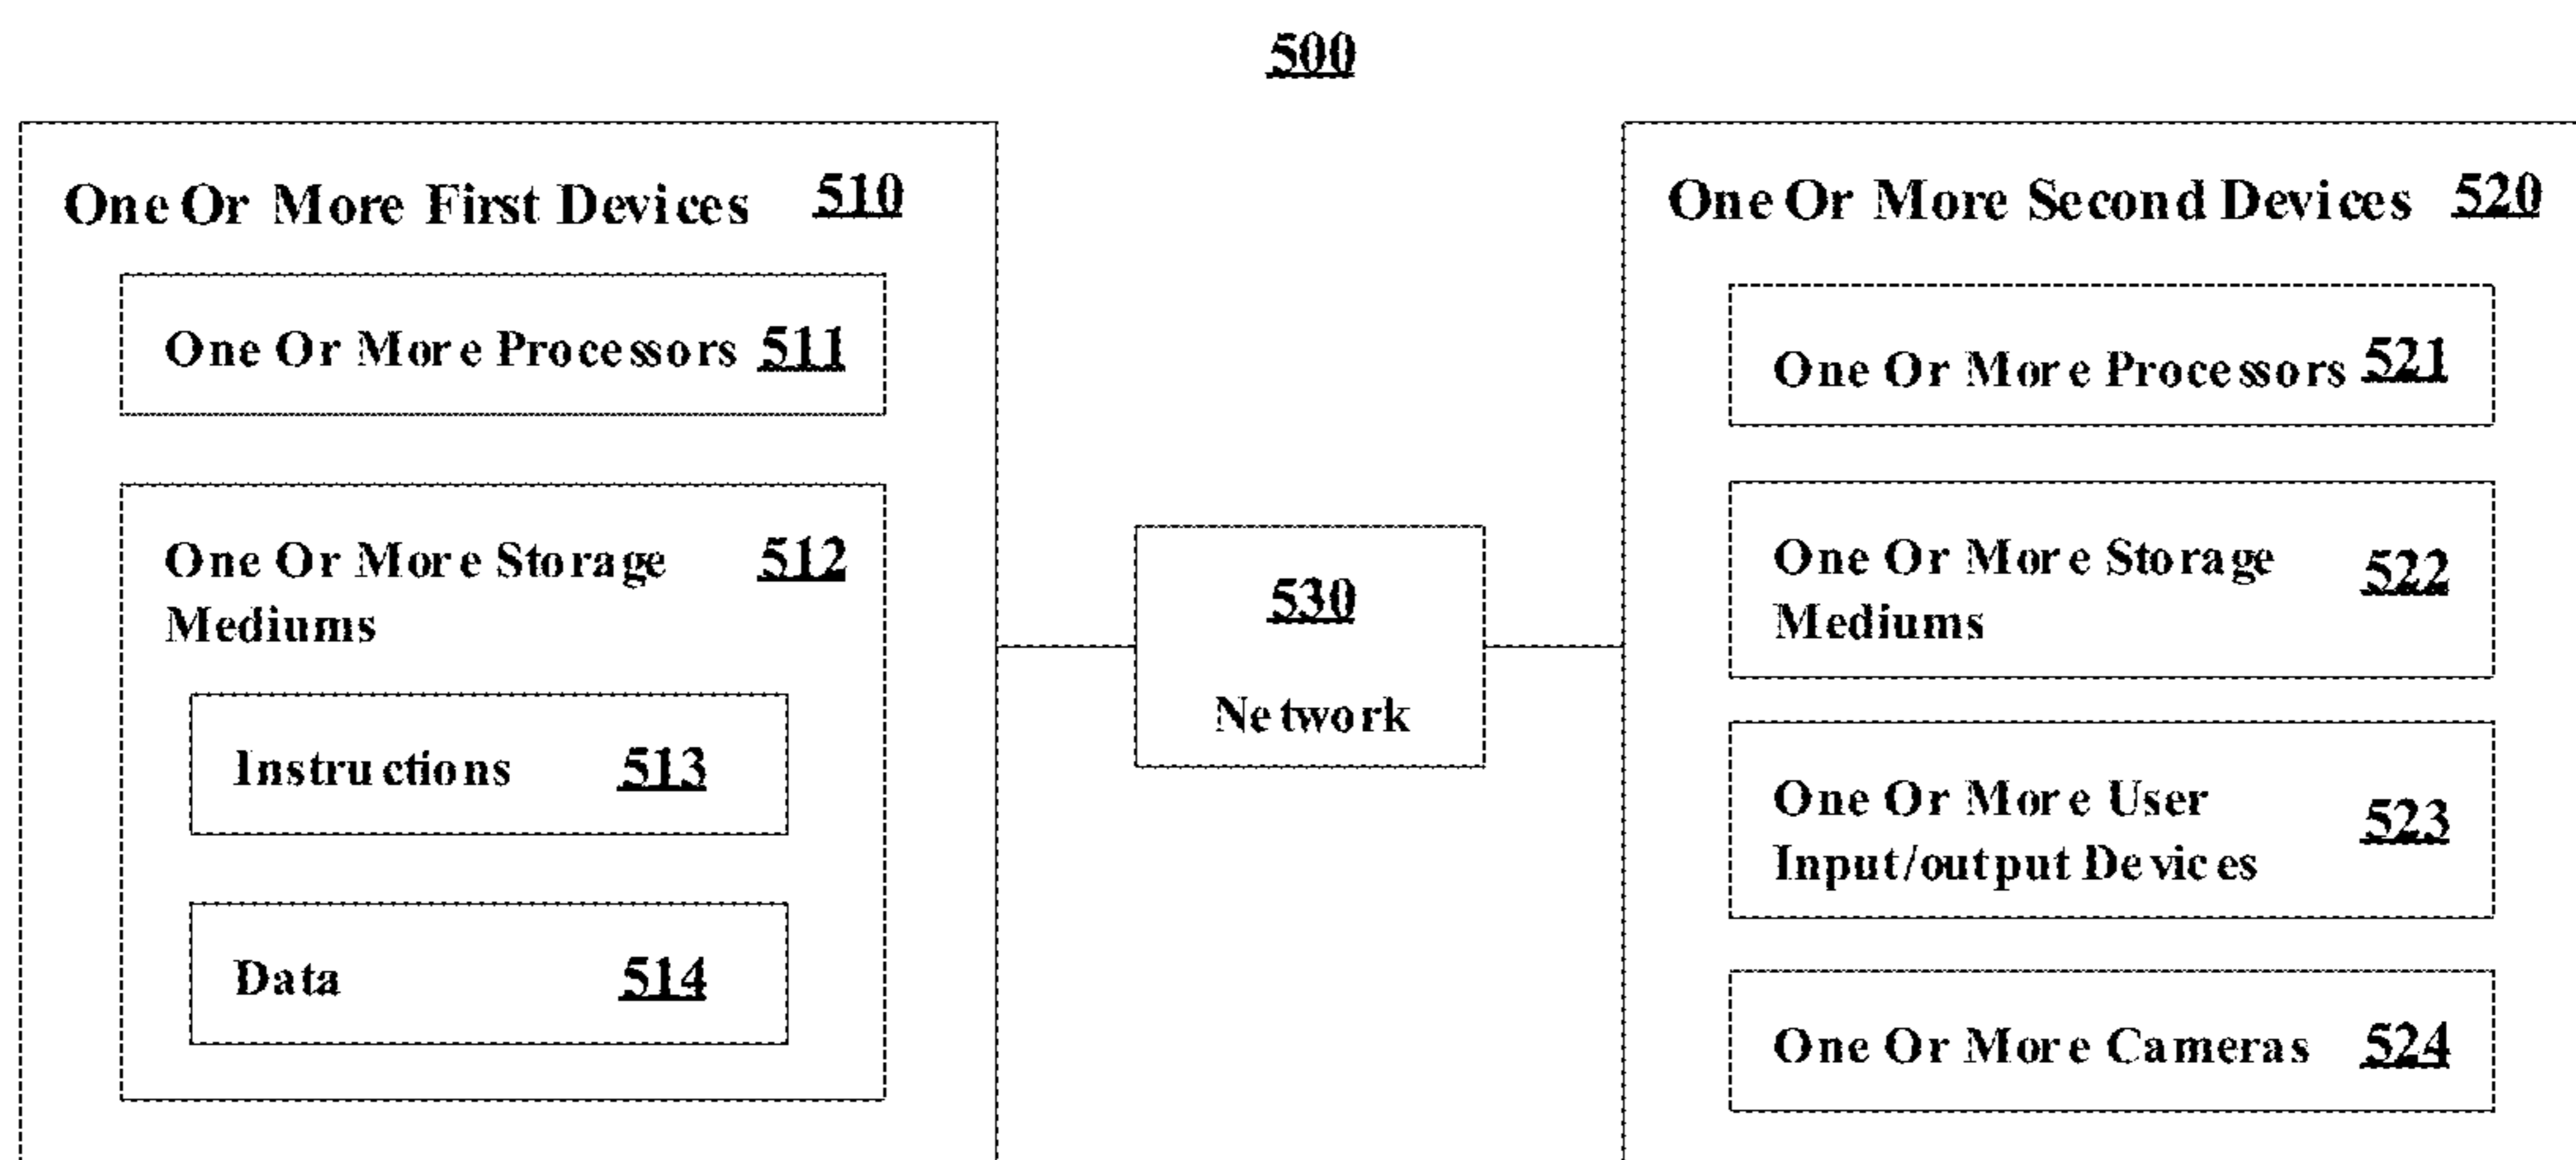 500
One Or More First Devices 510
One Or More Processors 511
One Or More Storage 512
Mediums
Instructions 513
Data 514
530
Network
One Or More Second Devices 520
One Or More Processors 521
One Or More Storage 522
Mediums
One Or More User 523
Input/output Devices
One Or More Cameras 524